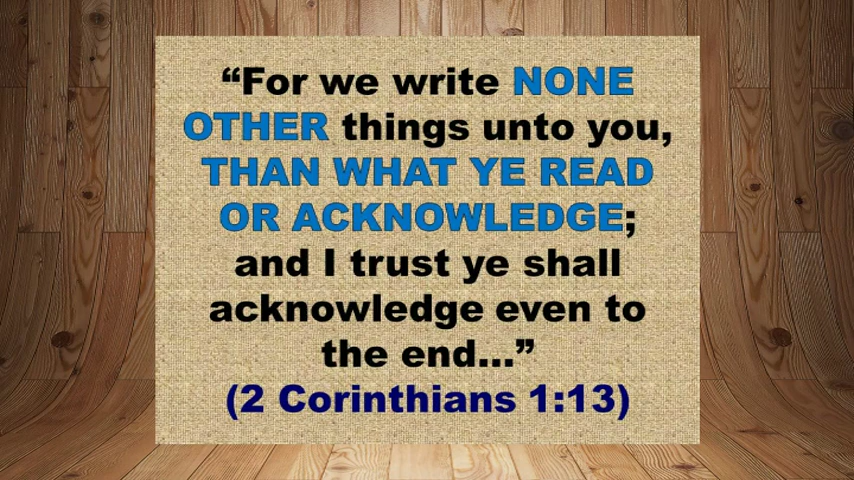 “For we write NONE
OTHER things unto you,
THAN WHAT YE READ
OR ACKNOWLEDGE;
and I trust ye shall
acknowledge even to
the end...”
(2 Corinthians 1:13)